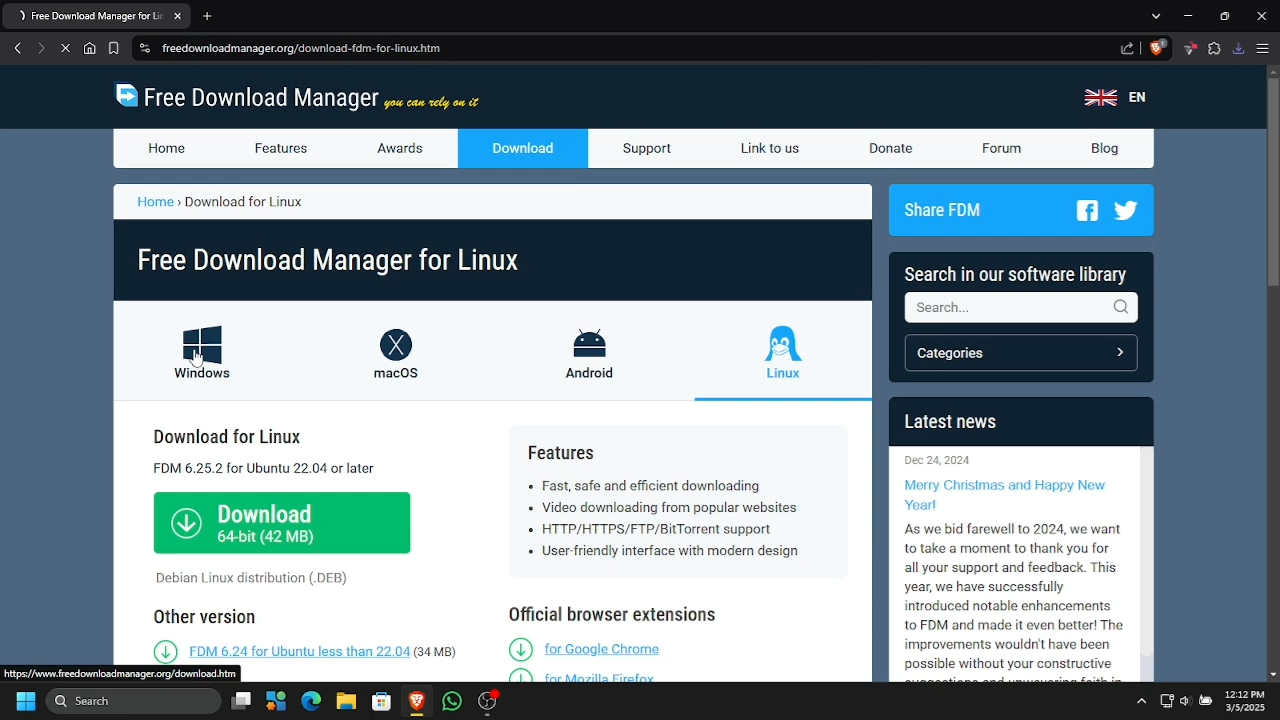 Free Download Manager for Lin
freedownloadmanager.org/download-fdm-for-linux.htm
1
Free Download Manager you can rely on it
EN
Home Features Awards Download Support Link to us Donate Forum Blog
Home › Download for Linux
Free Download Manager for Linux
Windows macOS Android Linux
Download for Linux
FDM 6.25.2 for Ubuntu 22.04 or later
Download
64-bit (42 MB)
Debian Linux distribution (.DEB)
Other version
FDM 6.24 for Ubuntu less than 22.04 (34 MB)
Features
• Fast, safe and efficient downloading
• Video downloading from popular websites
• HTTP/HTTPS/FTP/BitTorrent support
• User-friendly interface with modern design
Official browser extensions
for Google Chrome
for Mozilla Firefox
Share FDM
Search in our software library
Search...
Categories
Latest news
Dec 24, 2024
Merry Christmas and Happy New
Year!
As we bid farewell to 2024, we want
to take a moment to thank you for
all your support and feedback. This
year, we have successfully
introduced notable enhancements
to FDM and made it even better! The
improvements wouldn't have been
possible without your constructive
suggestions and unwavering faith in
https://www.freedownloadmanager.org/download.htm
Search
12:12 PM
3/5/2025